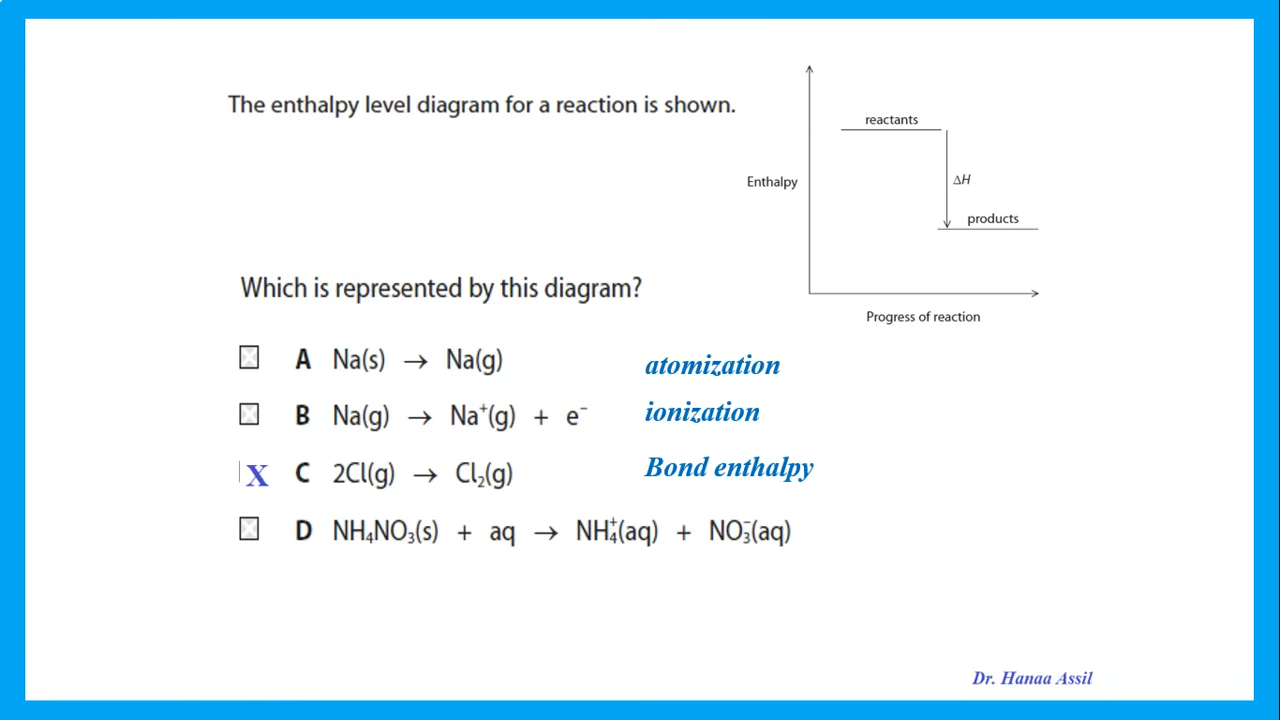 The enthalpy level diagram for a reaction is shown.
reactants
Enthalpy
ΔH
products
Progress of reaction
Which is represented by this diagram?
A Na(s) → Na(g) atomization
B Na(g) → Na⁺(g) + e⁻ ionization
X C 2Cl(g) → Cl₂(g) Bond enthalpy
D NH₄NO₃(s) + aq → NH₄⁺(aq) + NO₃⁻(aq)
Dr. Hanaa Assil